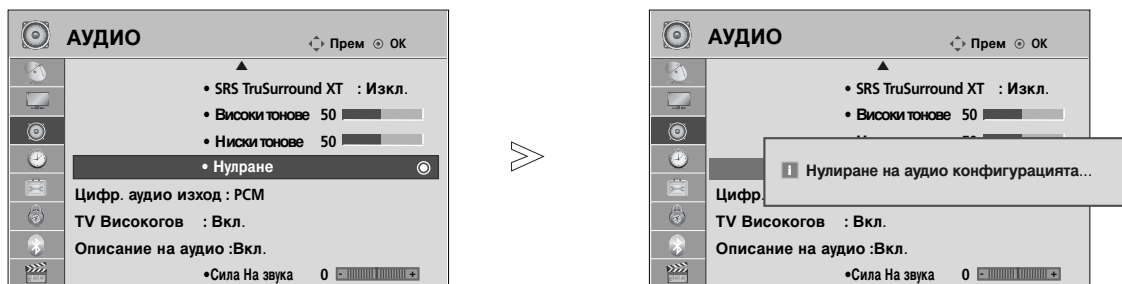 АУДИО
Прем OK
• SRS TruSurround XT : Изкл.
• Високи тонове 50
• Ниски тонове 50
• Нулране
Цифр. аудио изход : PCM
TV Високогов : Вкл.
Описание на аудио :Вкл.
•Сила На звука 0 - +
АУДИО
Прем OK
• SRS TruSurround XT : Изкл.
• Високи тонове 50
Нулиране на аудио конфигурацията...
Цифр.
TV Високогов : Вкл.
Описание на аудио :Вкл.
•Сила На звука 0 - +